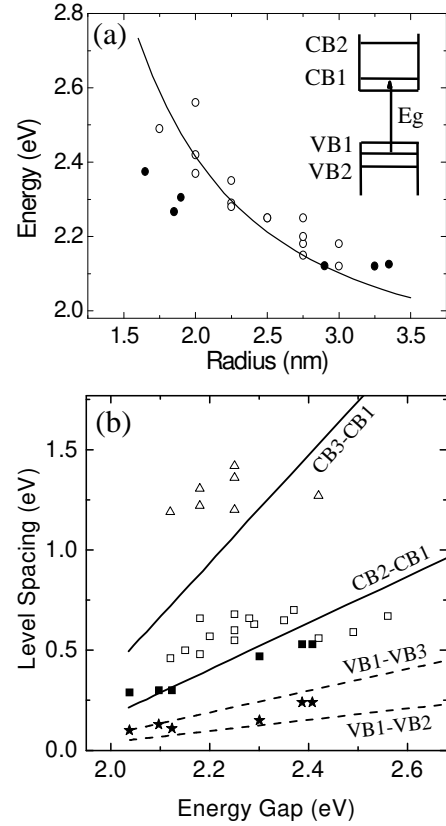 (a)
2.8
2.6
2.4
2.2
2.0
Energy (eV)
1.5
2.0
2.5
3.0
3.5
Radius (nm)
CB2
CB1
Eg
VB1
VB2
(b)
1.5
1.0
0.5
0.0
Level Spacing (eV)
CB3-CB1
CB2-CB1
VB1-VB3
VB1-VB2
2.0
2.2
2.4
2.6
Energy Gap (eV)